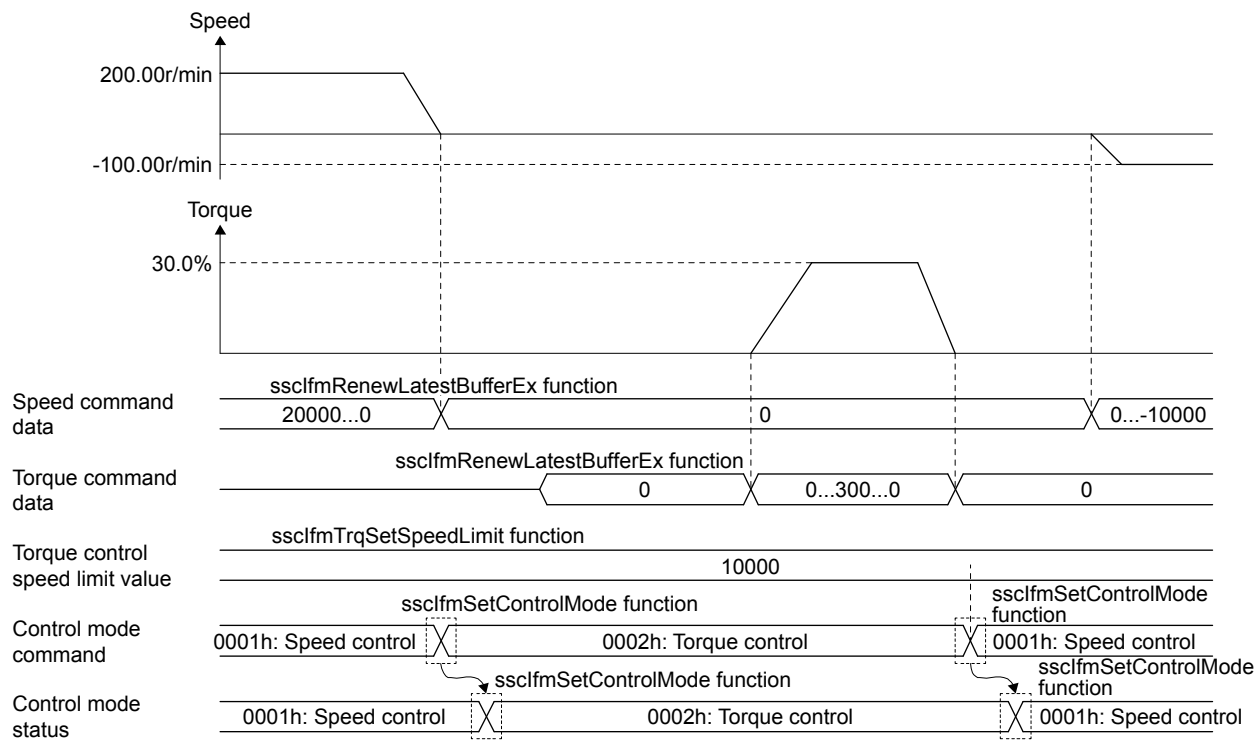 Speed
200.00r/min
-100.00r/min
Torque
30.0%
sscIfmRenewLatestBufferEx function
Speed command
data
20000...0
0
0...-10000
sscIfmRenewLatestBufferEx function
Torque command
data
0
0...300...0
0
sscIfmTrqSetSpeedLimit function
Torque control
speed limit value
10000
sscIfmSetControlMode function
sscIfmSetControlMode
function
Control mode
command
0001h: Speed control
0002h: Torque control
0001h: Speed control
sscIfmSetControlMode function
sscIfmSetControlMode
function
Control mode
status
0001h: Speed control
0002h: Torque control
0001h: Speed control